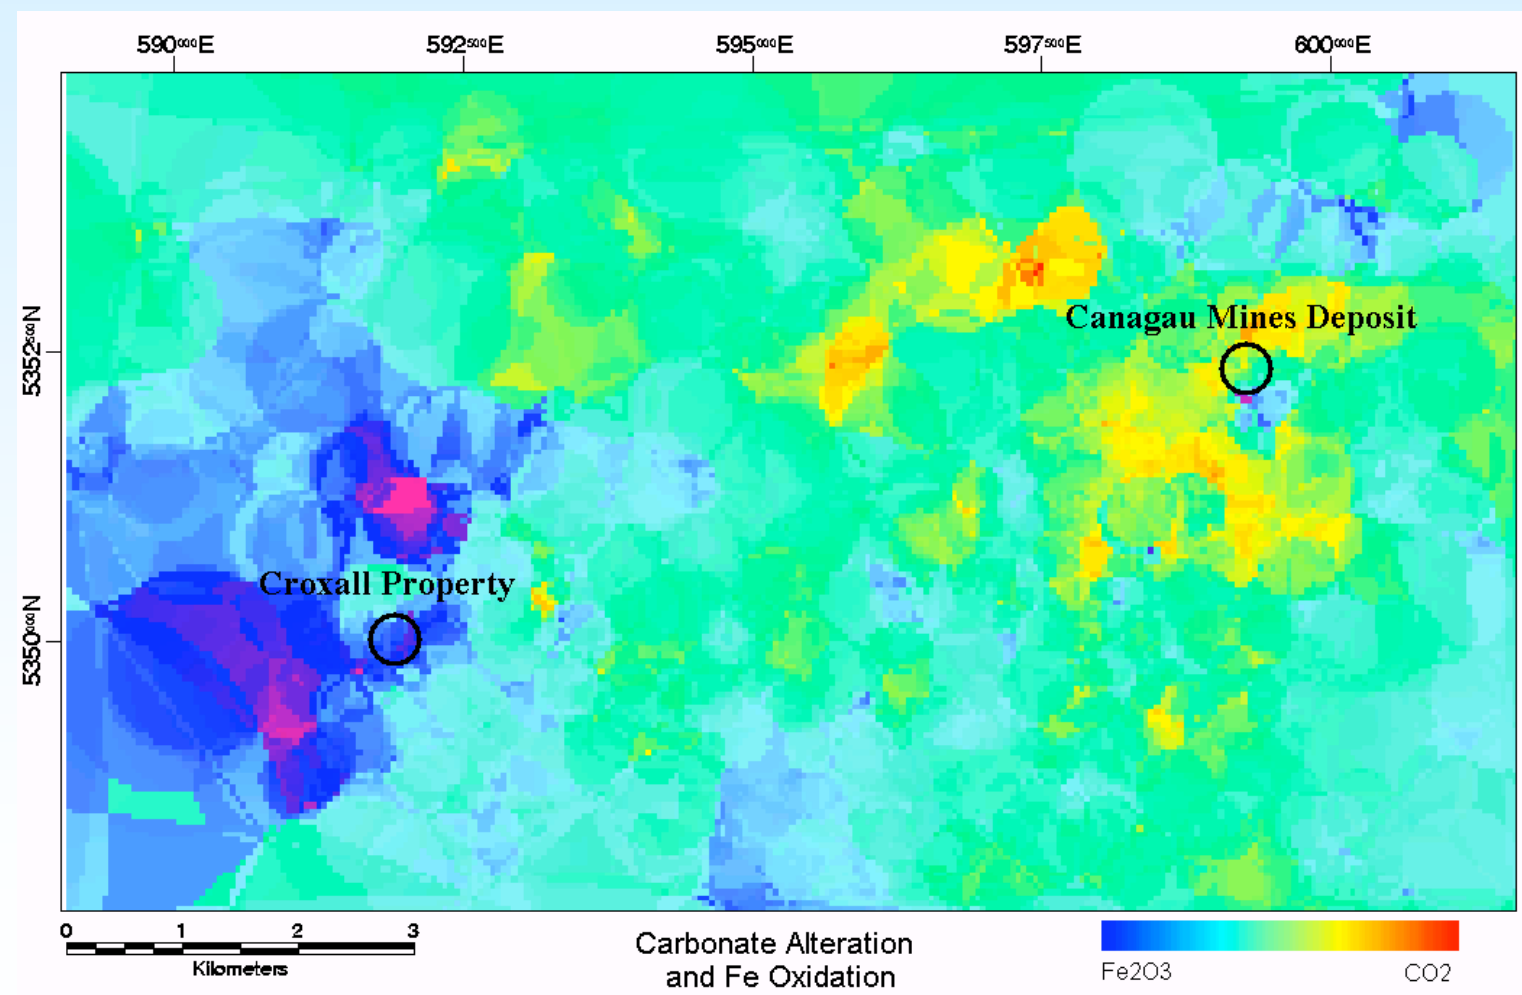 590⁰⁰⁰E 592⁵⁰⁰E 595⁰⁰⁰E 597⁵⁰⁰E 600⁰⁰⁰E
5352⁵⁰⁰N
Canagau Mines Deposit
Croxall Property
5350⁰⁰⁰N
0 1 2 3
Kilometers
Carbonate Alteration
and Fe Oxidation
Fe2O3 CO2